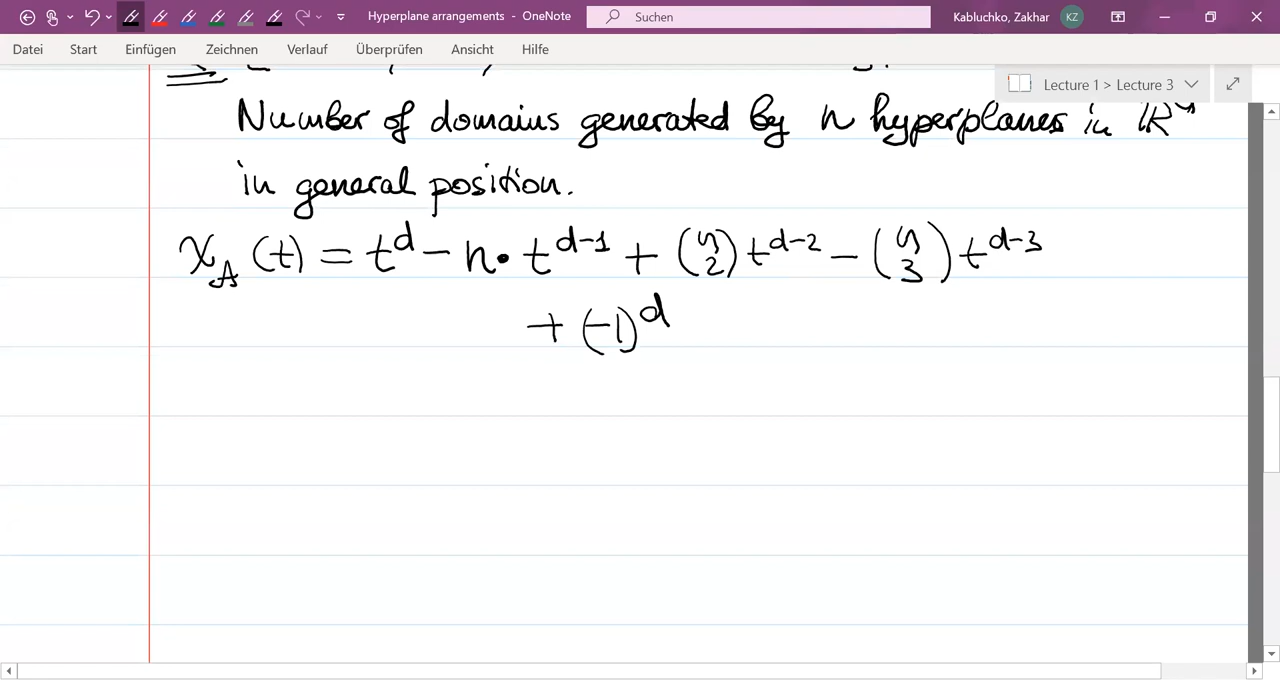 Hyperplane arrangements - OneNote
Suchen
Kabluchko, Zakhar
KZ
Datei Start Einfügen Zeichnen Verlauf Überprüfen Ansicht Hilfe
Lecture 1 > Lecture 3
Number of domains generated by n hyperplanes in ℝ
in general position.
χ_A (t) = t^{d} – n · t^{d-1} + (n 2) t^{d-2} – (n 3) t^{d-3}
+ (-1)^{d}